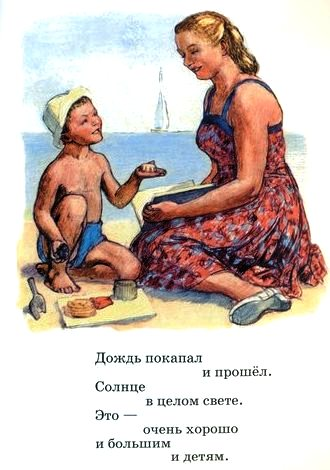 Дождь покапал
и прошёл.
Солнце
в целом свете.
Это —
очень хорошо
и большим
и детям.